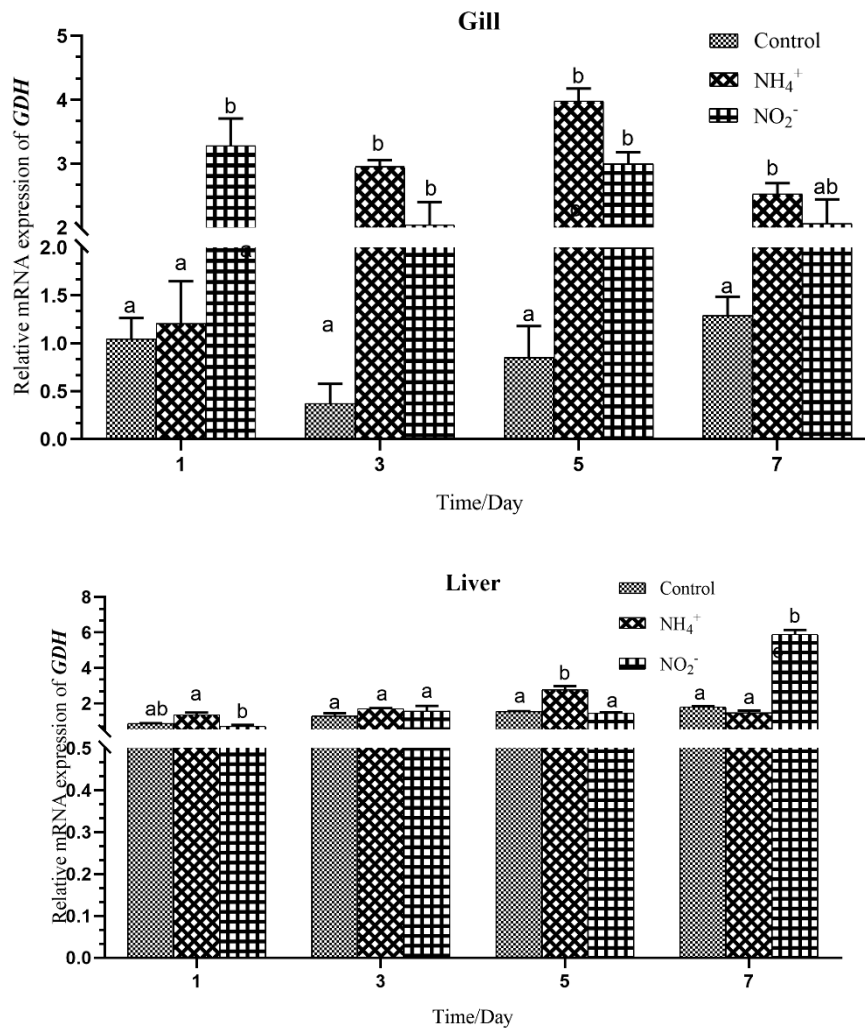 Gill
Control
NH₄⁺
NO₂⁻
Relative mRNA expression of GDH
5
4
3
2
2.0
1.5
1.0
0.5
0.0
a a b
a b b
a b b
a b ab
a
c
1 3 5 7
Time/Day
Liver
Control
NH₄⁺
NO₂⁻
Relative mRNA expression of GDH
8
6
4
2
0.5
0.4
0.3
0.2
0.1
0.0
ab a b
a a a
a b a
a a b
c
1 3 5 7
Time/Day